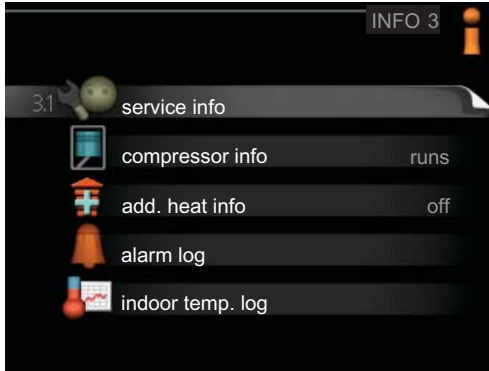 INFO 3
3.1 service info
compressor info runs
add. heat info off
alarm log
indoor temp. log